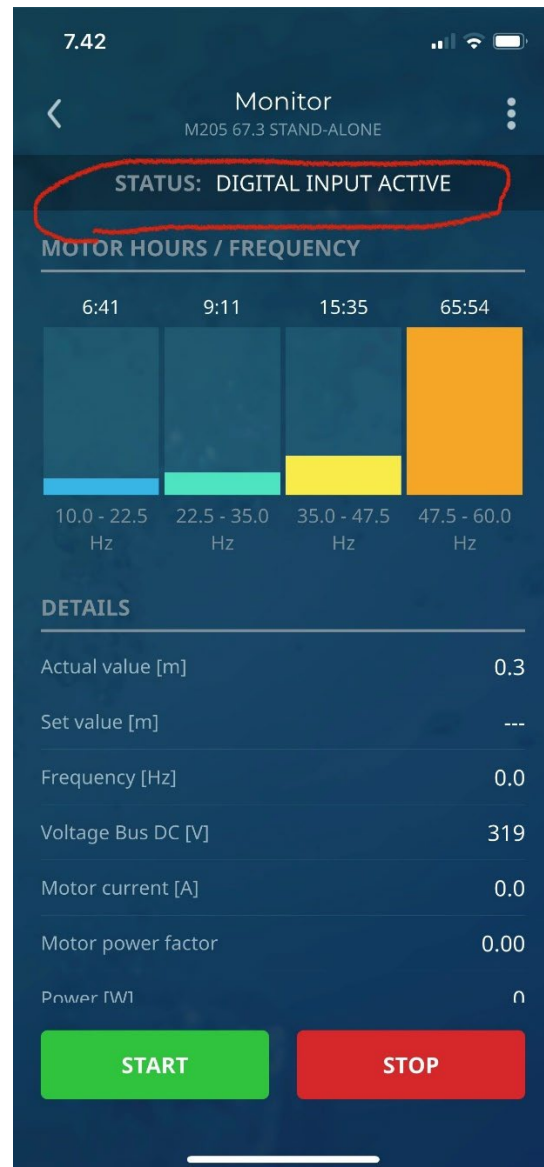 7.42
Monitor
M205 67.3 STAND-ALONE
STATUS: DIGITAL INPUT ACTIVE
MOTOR HOURS / FREQUENCY
6:41 9:11 15:35 65:54
10.0 - 22.5 22.5 - 35.0 35.0 - 47.5 47.5 - 60.0
Hz Hz Hz Hz
DETAILS
Actual value [m] 0.3
Set value [m] ---
Frequency [Hz] 0.0
Voltage Bus DC [V] 319
Motor current [A] 0.0
Motor power factor 0.00
Power [W] 0
START STOP